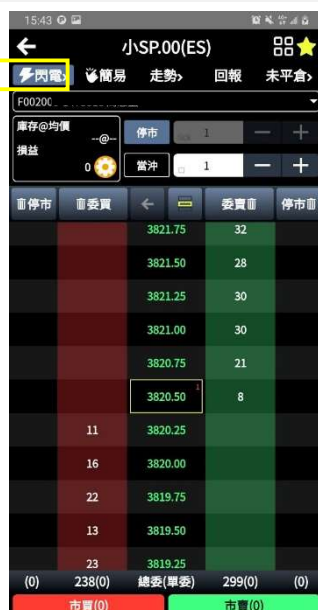 15:43
小SP.00(ES)
閃電 簡易 走勢 回報 未平倉
F00200
庫存@均價 --@-- 停市 1 — +
損益 0 當沖 1 — +
停市 委買 委賣 停市
3821.75 32
3821.50 28
3821.25 30
3821.00 30
3820.75 21
3820.50 1 8
11 3820.25
16 3820.00
22 3819.75
13 3819.50
23 3819.25
(0) 238(0) 總委(單委) 299(0) (0)
市買(0) 市賣(0)